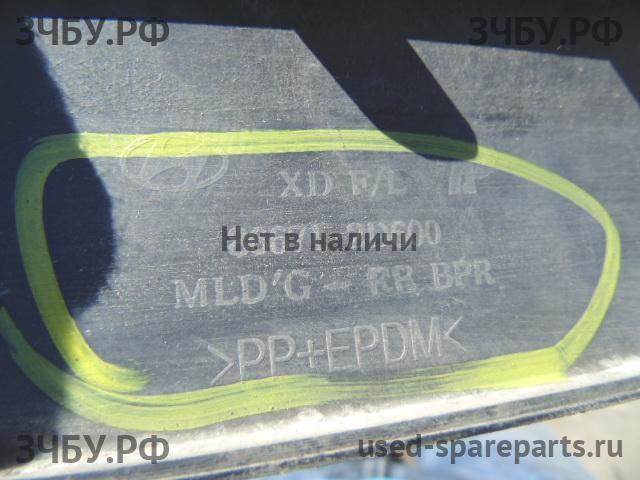 ЗЧБУ.РФ
ЗЧБУ.РФ
XD F/L
Нет в наличи
MLD'G - RR BPR
>PP+EPDM<
ЗЧБУ.РФ
used-spareparts.ru